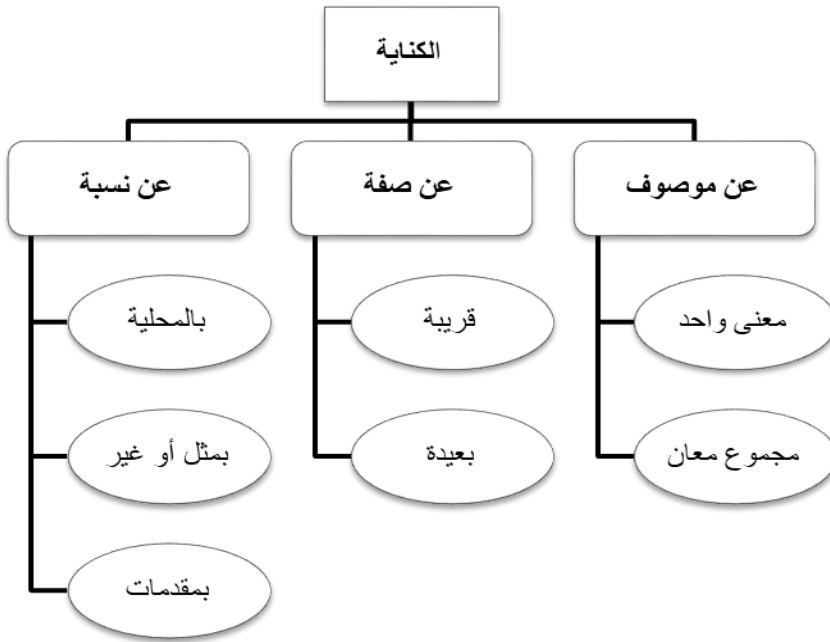 الكناية
عن موصوف
عن صفة
عن نسبة
معنى واحد
قريبة
بالمحلية
مجموع معان
بعيدة
بمثل أو غير
بمقدمات